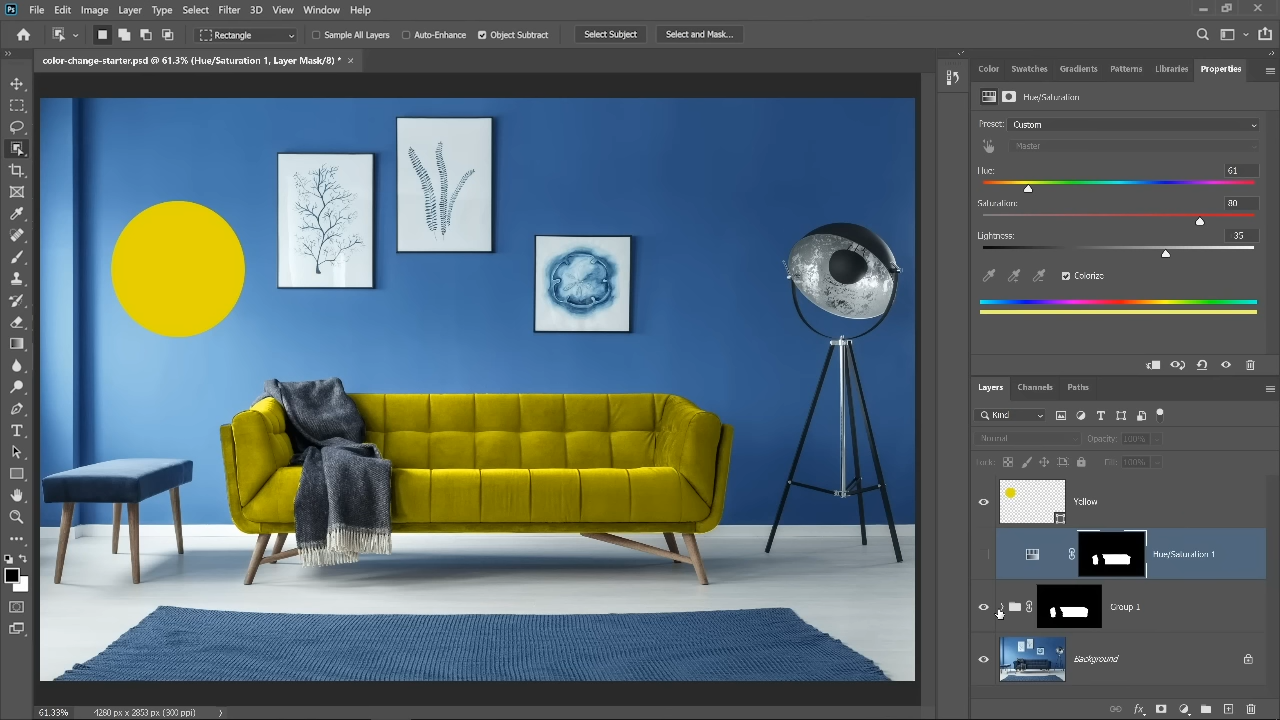 Ps File Edit Image Layer Type Select Filter 3D View Window Help
Rectangle Sample All Layers Auto-Enhance Object Subtract Select Subject Select and Mask...
color-change-starter.psd @ 61.3% (Hue/Saturation 1, Layer Mask/8) * ×
Color Swatches Gradients Patterns Libraries Properties
Hue/Saturation
Preset: Custom
Master
Hue: 61
Saturation: 80
Lightness: 35
Colorize
Layers Channels Paths
Kind
Normal Opacity: 100%
Lock: Fill: 100%
Yellow
Hue/Saturation 1
Group 1
Background
61.33% 4280 px x 2853 px (300 ppi)